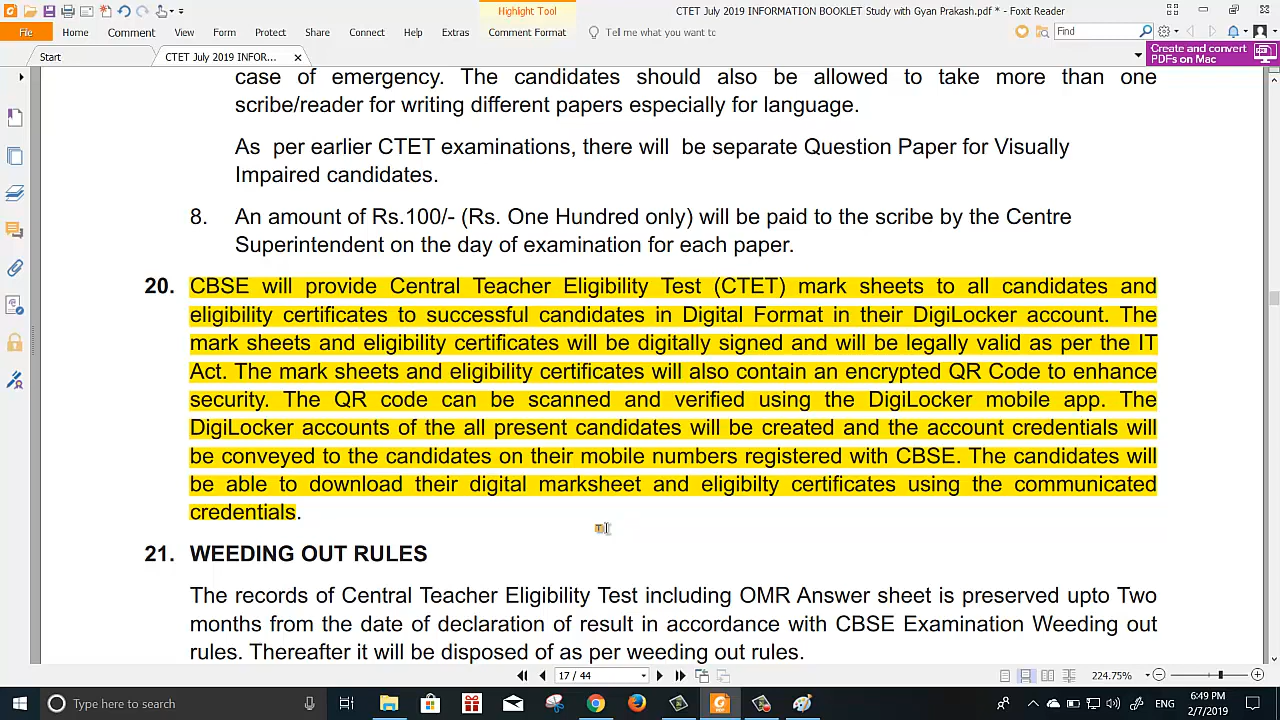 Highlight Tool
CTET July 2019 INFORMATION BOOKLET Study with Gyan Prakash.pdf * - Foxit Reader
File Home Comment View Form Protect Share Connect Help Extras Comment Format Tell me what you want tc Find
Start CTET July 2019 INFOR...
Create and convert
PDFs on Mac
case of emergency. The candidates should also be allowed to take more than one
scribe/reader for writing different papers especially for language.
As per earlier CTET examinations, there will be separate Question Paper for Visually
Impaired candidates.
8. An amount of Rs.100/- (Rs. One Hundred only) will be paid to the scribe by the Centre
Superintendent on the day of examination for each paper.
20. CBSE will provide Central Teacher Eligibility Test (CTET) mark sheets to all candidates and
eligibility certificates to successful candidates in Digital Format in their DigiLocker account. The
mark sheets and eligibility certificates will be digitally signed and will be legally valid as per the IT
Act. The mark sheets and eligibility certificates will also contain an encrypted QR Code to enhance
security. The QR code can be scanned and verified using the DigiLocker mobile app. The
DigiLocker accounts of the all present candidates will be created and the account credentials will
be conveyed to the candidates on their mobile numbers registered with CBSE. The candidates will
be able to download their digital marksheet and eligibilty certificates using the communicated
credentials.
21. WEEDING OUT RULES
The records of Central Teacher Eligibility Test including OMR Answer sheet is preserved upto Two
months from the date of declaration of result in accordance with CBSE Examination Weeding out
rules. Thereafter it will be disposed of as per weeding out rules.
17 / 44 224.75%
Type here to search
ENG
6:49 PM
2/7/2019